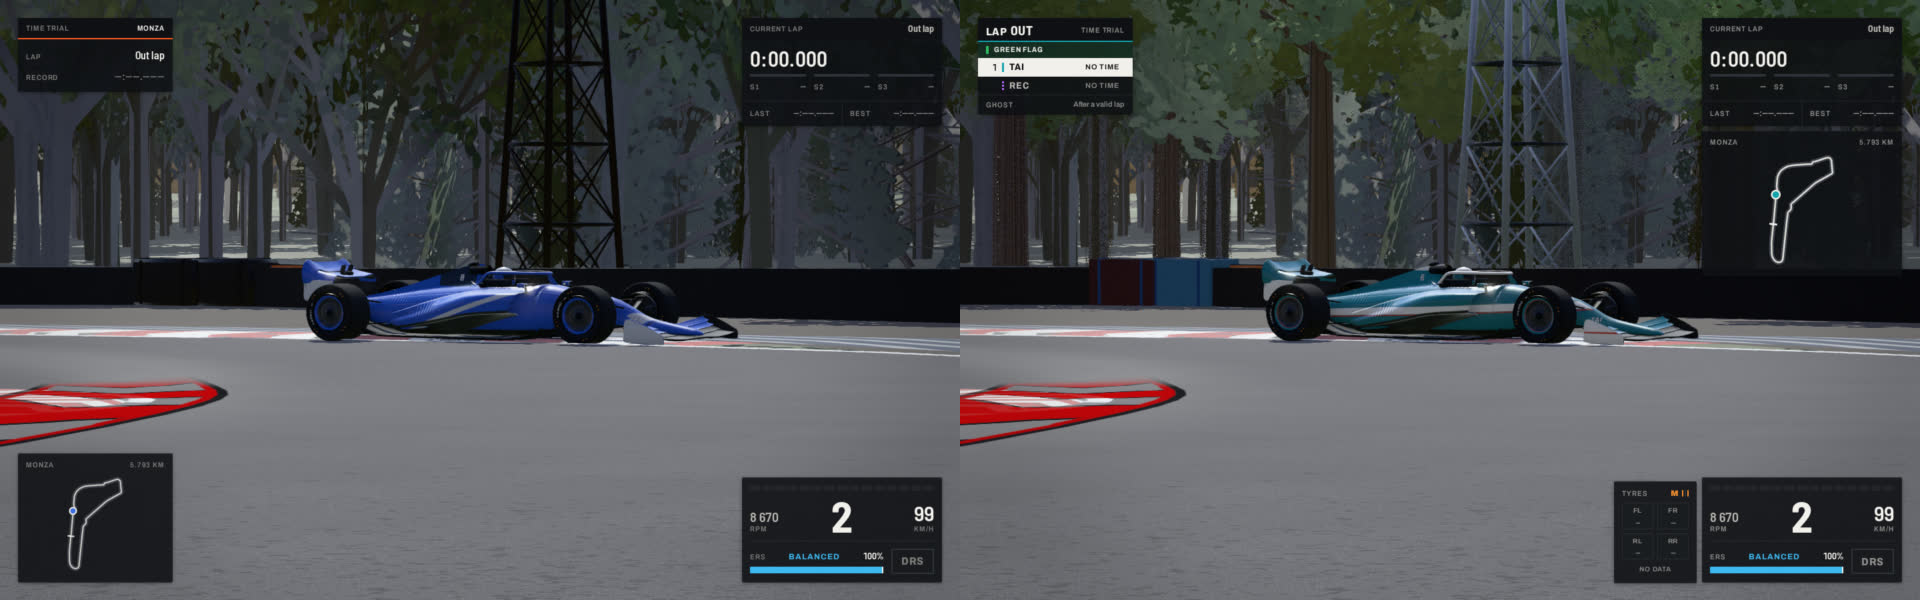 TIME TRIAL MONZA
LAP Out lap
RECORD –:––.–––
CURRENT LAP Out lap
0:00.000
S1 – S2 – S3 –
LAST –:––.––– BEST –:––.–––
MONZA 5.793 KM
8 670 RPM 2 99 KM/H
ERS BALANCED 100% DRS
LAP OUT TIME TRIAL
GREEN FLAG
1 TAI NO TIME
REC NO TIME
GHOST After a valid lap
CURRENT LAP Out lap
0:00.000
S1 – S2 – S3 –
LAST –:––.––– BEST –:––.–––
MONZA 5.793 KM
TYRES M
FL FR
– –
RL RR
– –
NO DATA
8 670 RPM 2 99 KM/H
ERS BALANCED 100% DRS